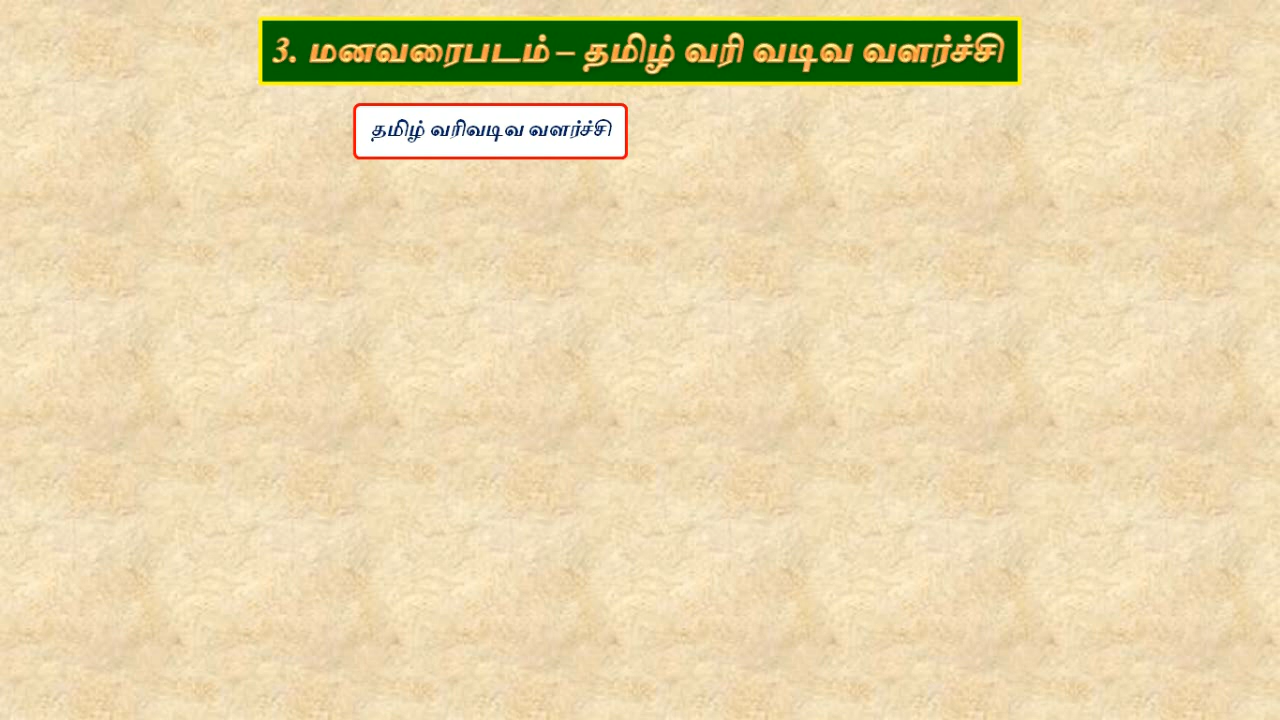 3. மனவரைபடம் – தமிழ் வரி வடிவ வளர்ச்சி
தமிழ் வரிவடிவ வளர்ச்சி